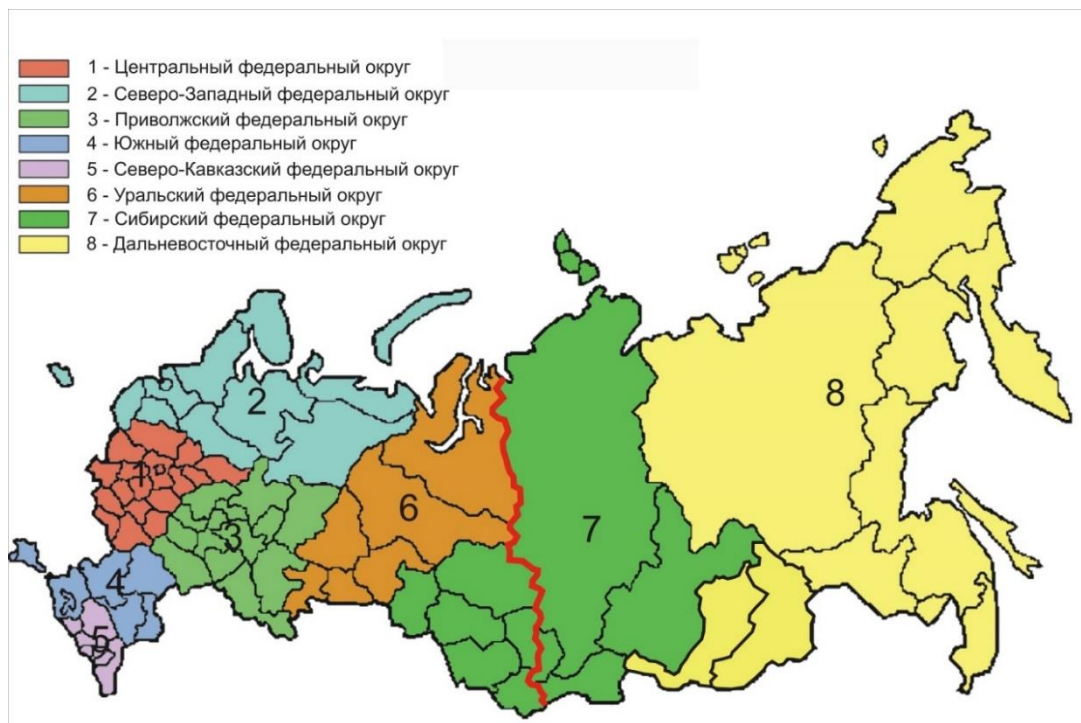 1 - Центральный федеральный округ
2 - Северо-Западный федеральный округ
3 - Приволжский федеральный округ
4 - Южный федеральный округ
5 - Северо-Кавказский федеральный округ
6 - Уральский федеральный округ
7 - Сибирский федеральный округ
8 - Дальневосточный федеральный округ
8
2
1
6
7
3
4
5